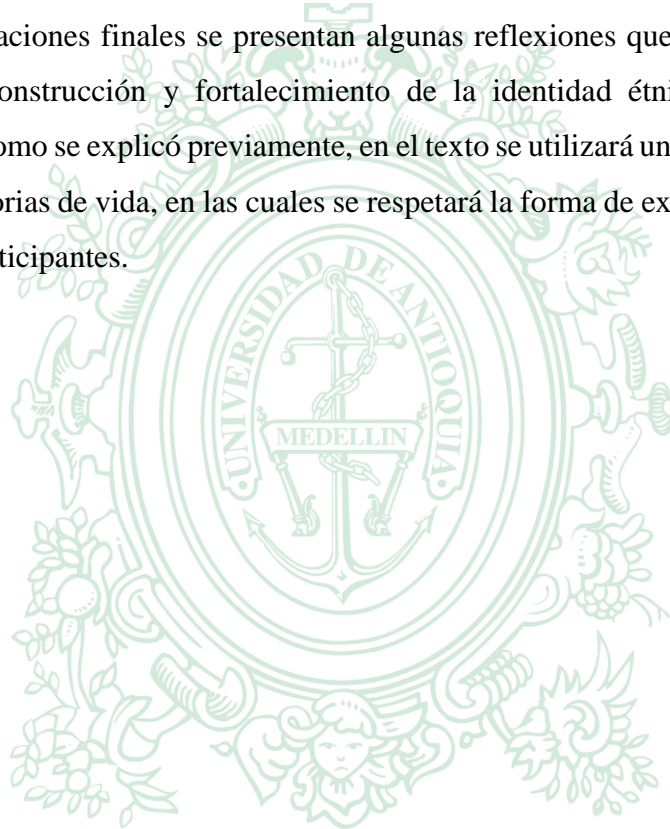 aciones finales se presentan algunas reflexiones que
onstrucción y fortalecimiento de la identidad étni
omo se explicó previamente, en el texto se utilizará un
orias de vida, en las cuales se respetará la forma de ex
ticipantes.
UNIVERSIDAD DE ANTIOQUIA
MEDELLIN